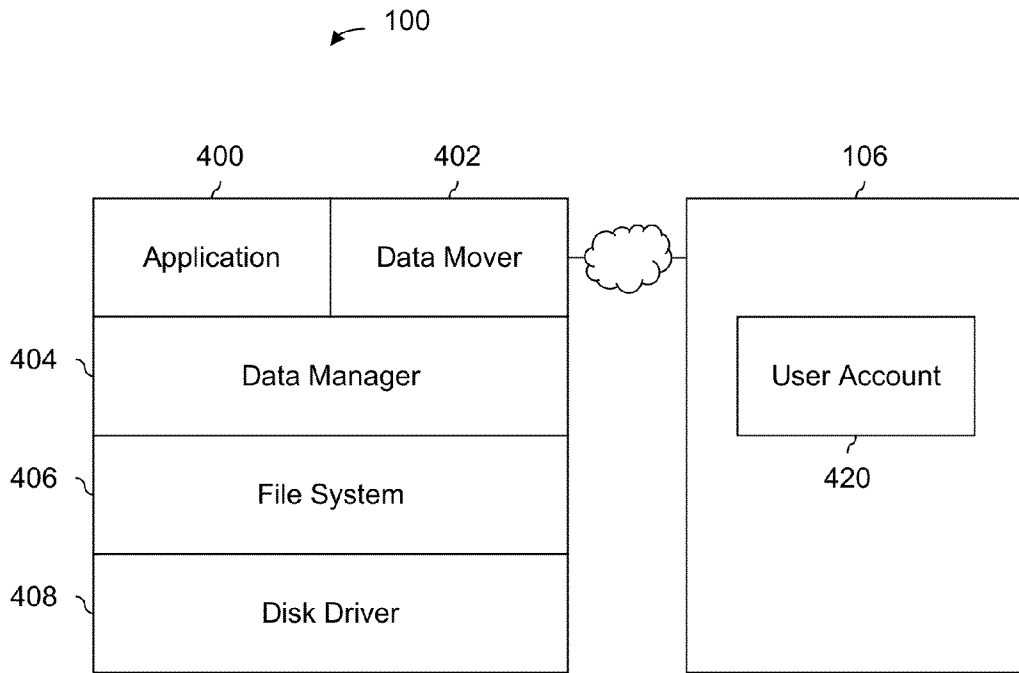 100
400
402
106
Application
Data Mover
404
Data Manager
User Account
406
File System
420
408
Disk Driver